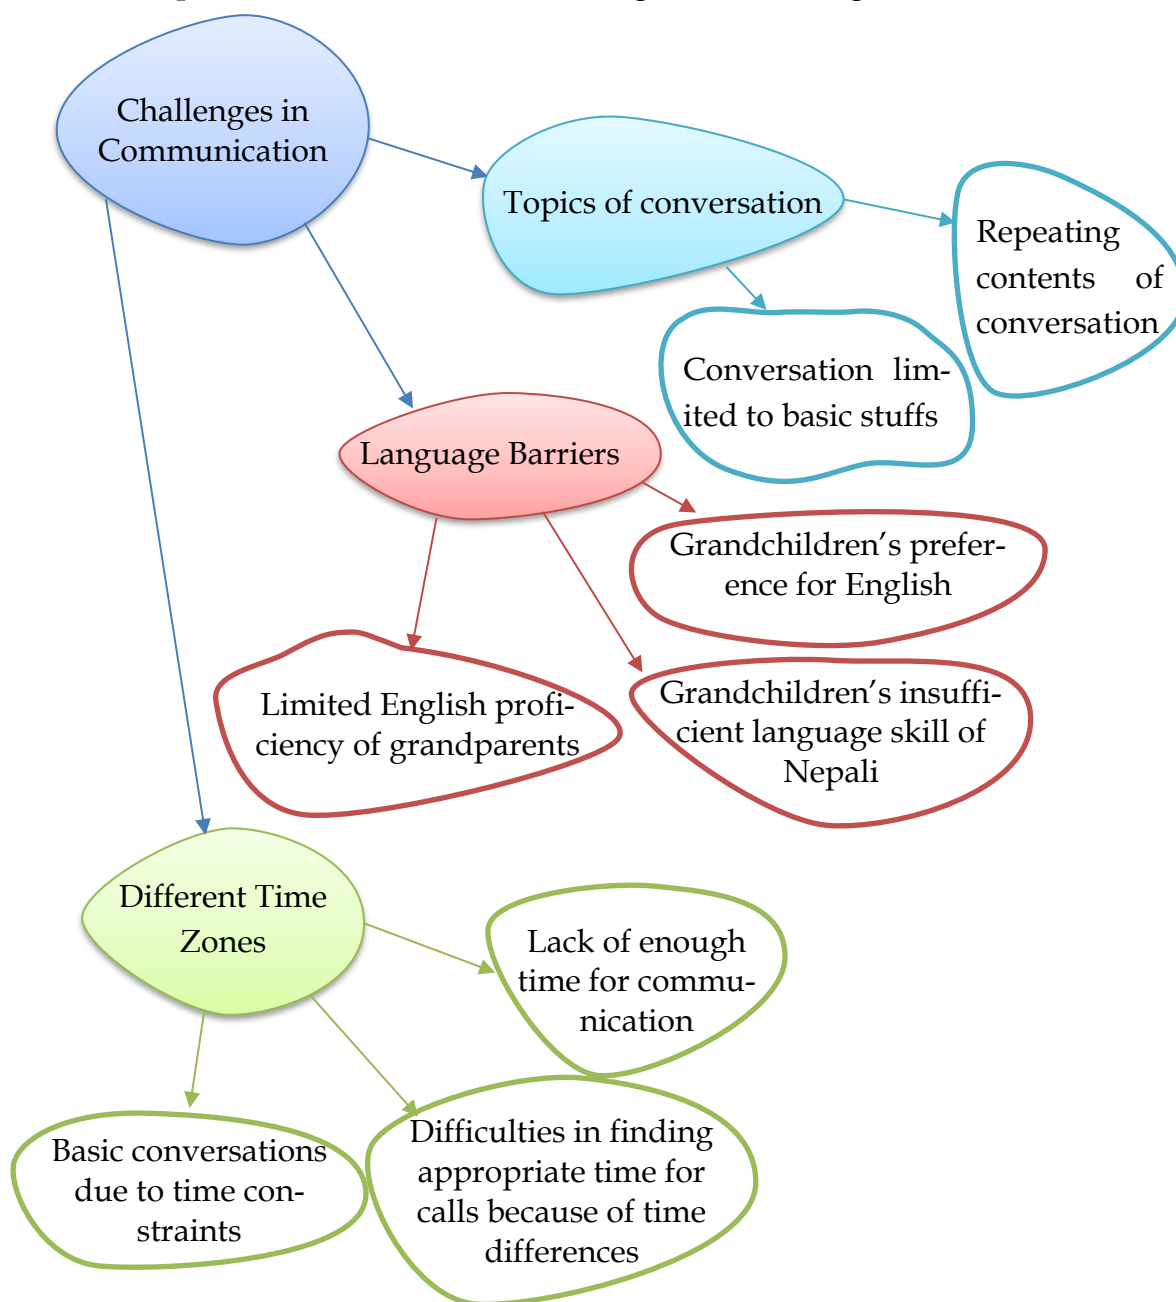 Challenges in
Communication
Topics of conversation
Repeating
contents of
conversation
Conversation lim-
ited to basic stuffs
Language Barriers
Grandchildren’s prefer-
ence for English
Limited English profi-
ciency of grandparents
Grandchildren’s insuffi-
cient language skill of
Nepali
Different Time
Zones
Lack of enough
time for commu-
nication
Basic conversations
due to time con-
straints
Difficulties in finding
appropriate time for
calls because of time
differences